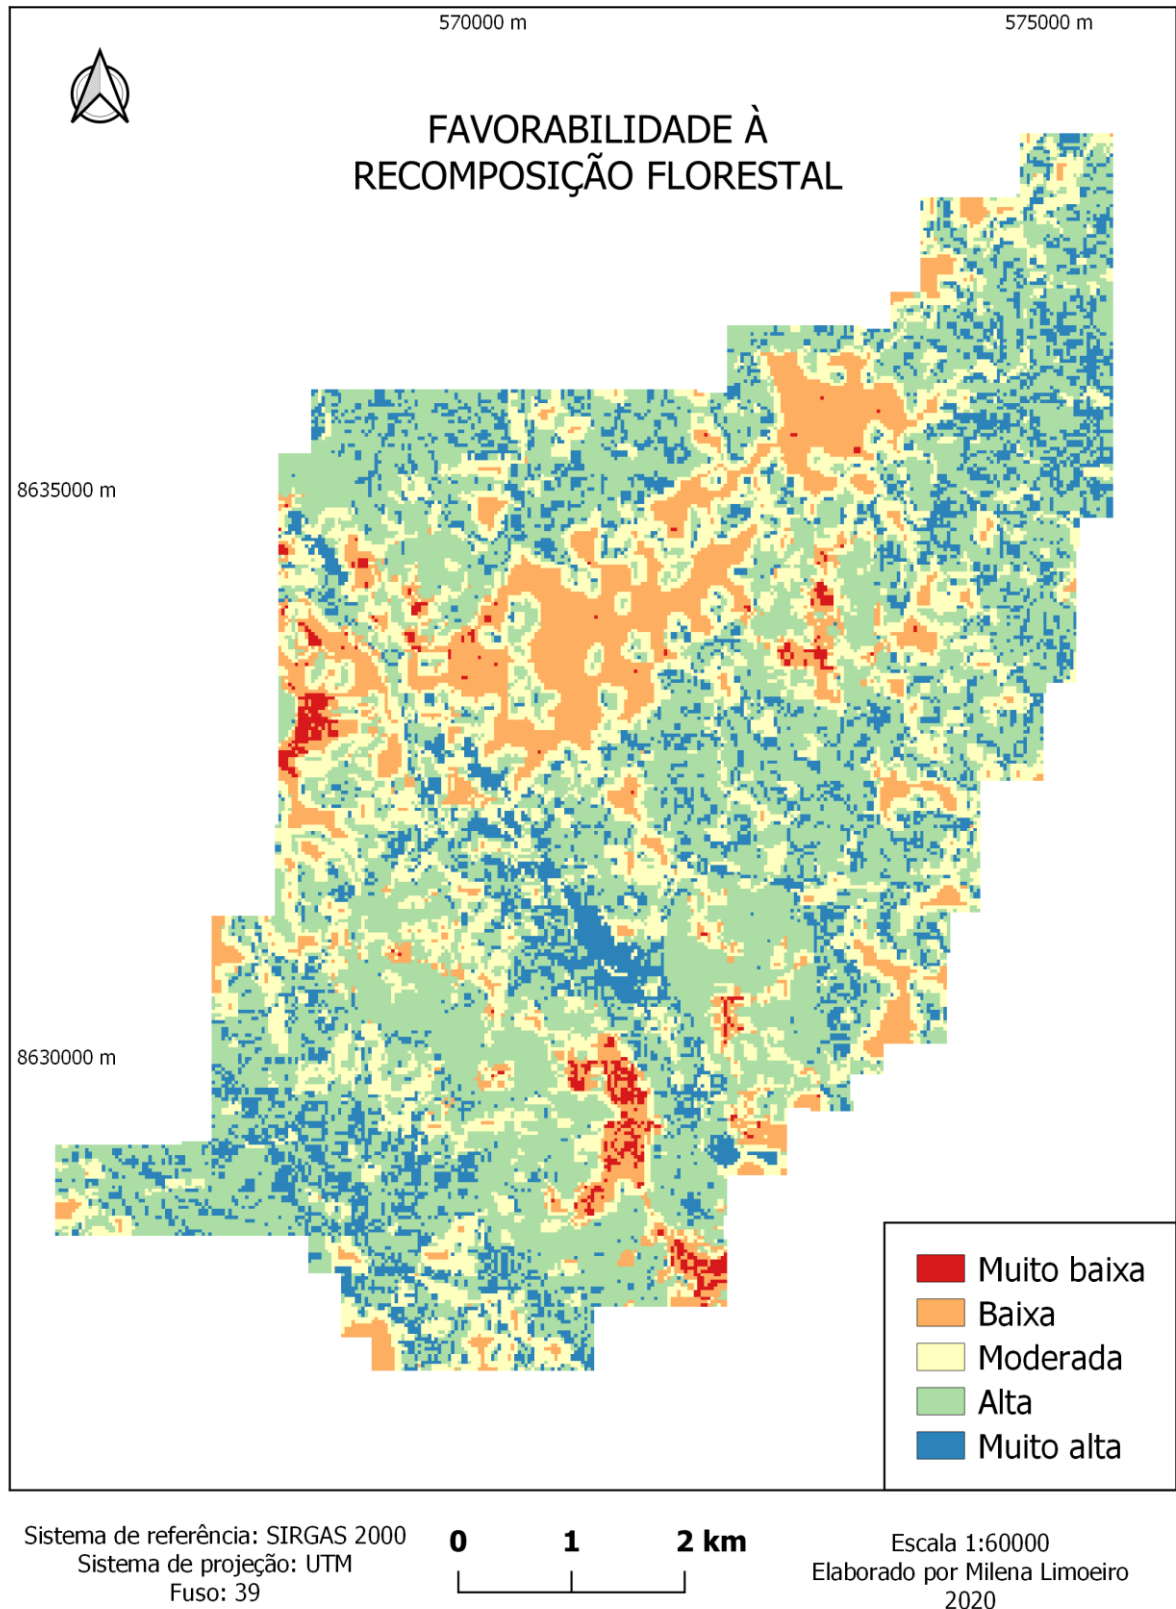 570000 m
575000 m
FAVORABILIDADE À
RECOMPOSIÇÃO FLORESTAL
8635000 m
8630000 m
Muito baixa
Baixa
Moderada
Alta
Muito alta
Sistema de referência: SIRGAS 2000
Sistema de projeção: UTM
Fuso: 39
0 1 2 km
Escala 1:60000
Elaborado por Milena Limoeiro
2020